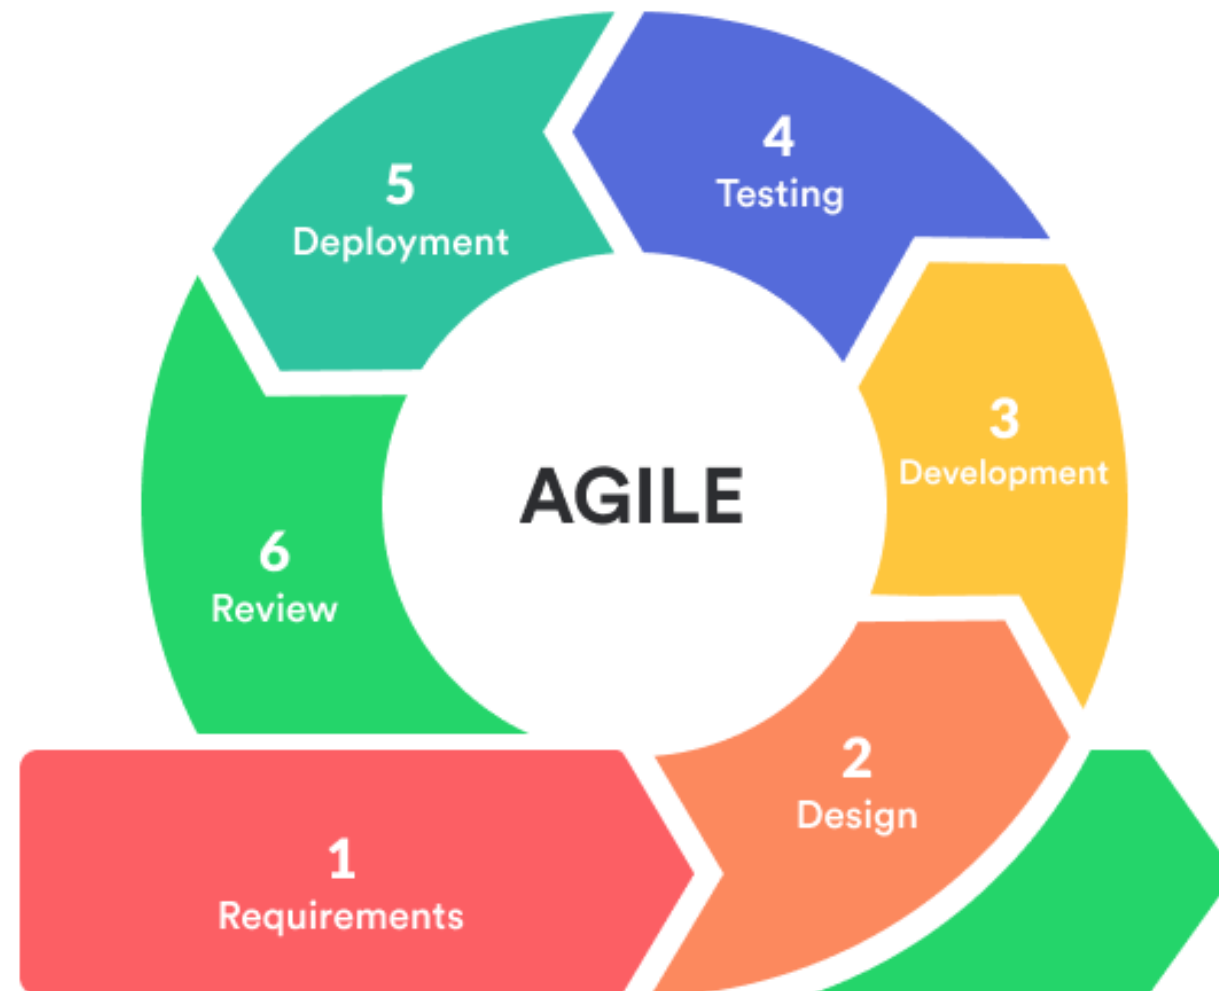 AGILE
1
Requirements
2
Design
3
Development
4
Testing
5
Deployment
6
Review